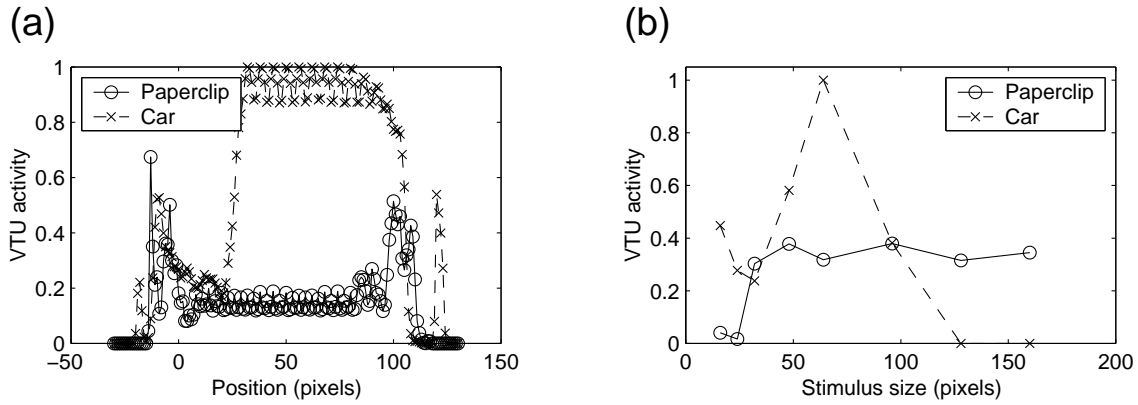 (a)
1
0.8
0.6
0.4
0.2
0
−50
0
50
100
150
VTU activity
Position (pixels)
Paperclip
Car
(b)
1
0.8
0.6
0.4
0.2
0
0
50
100
150
200
VTU activity
Stimulus size (pixels)
Paperclip
Car